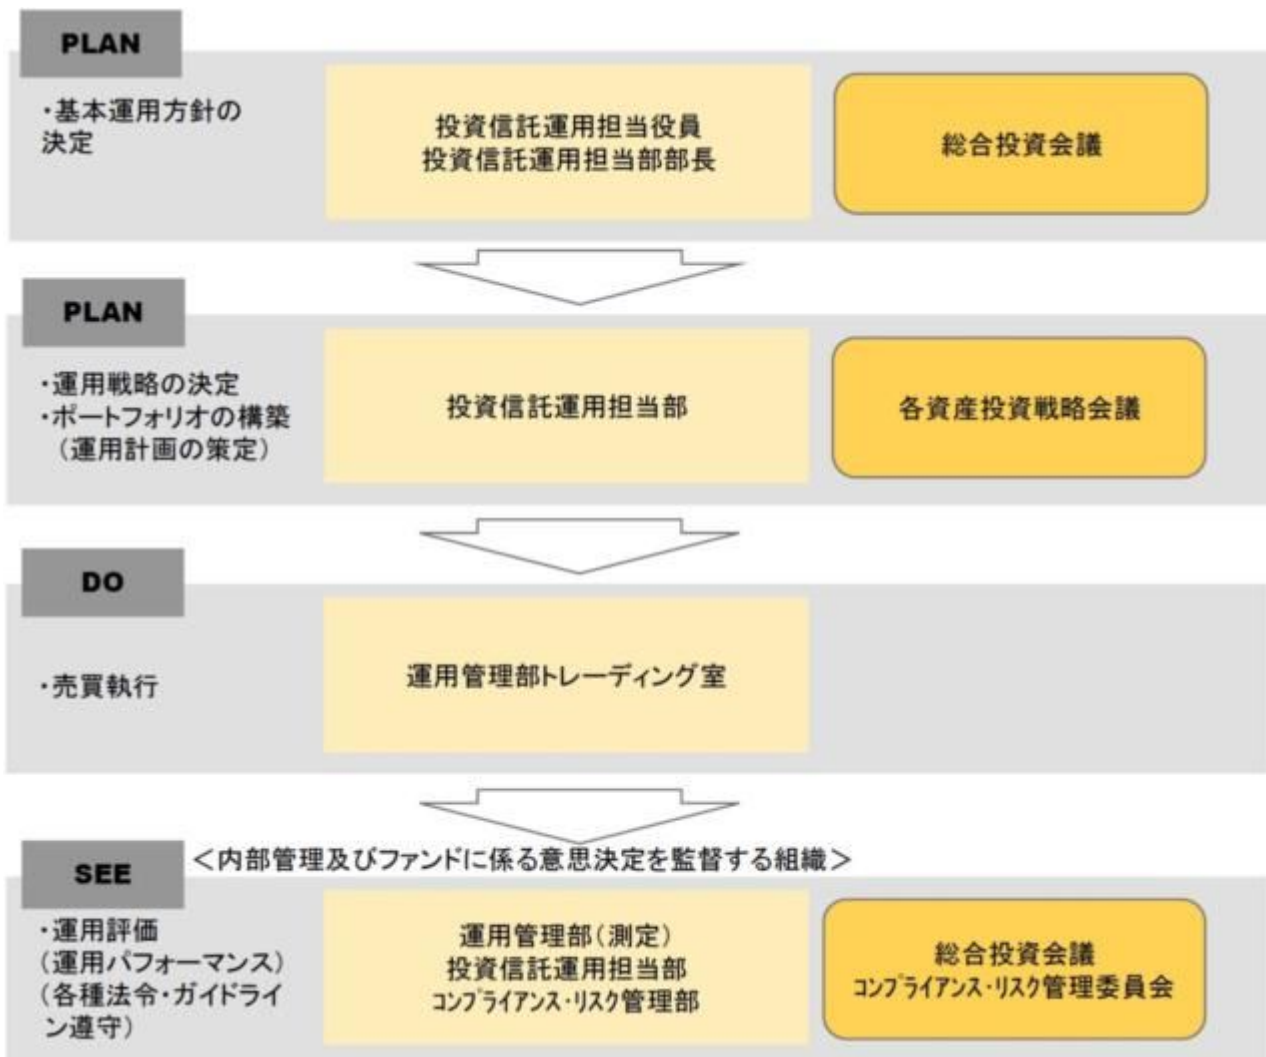 PLAN
・基本運用方針の
決定
投資信託運用担当役員
投資信託運用担当部部長
総合投資会議
PLAN
・運用戦略の決定
・ポートフォリオの構築
（運用計画の策定）
投資信託運用担当部
各資産投資戦略会議
DO
・売買執行
運用管理部トレーディング室
＜内部管理及びファンドに係る意思決定を監督する組織＞
SEE
・運用評価
（運用パフォーマンス）
（各種法令・ガイドライ
ン遵守）
運用管理部（測定）
投資信託運用担当部
ｺﾝﾌﾟﾗｲｱﾝｽ・ﾘｽｸ管理部
総合投資会議
ｺﾝﾌﾟﾗｲｱﾝｽ・ﾘｽｸ管理委員会